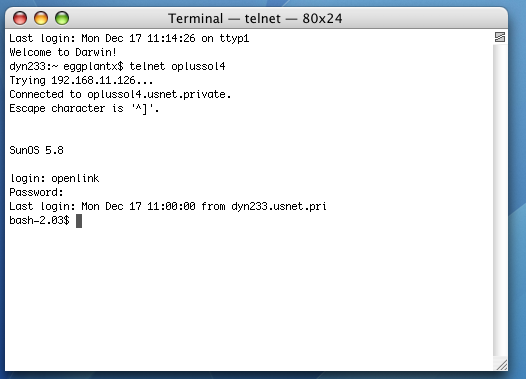 Terminal — telnet — 80x24
Last login: Mon Dec 17 11:14:26 on ttyp1
Welcome to Darwin!
dyn233:~ eggplantx$ telnet oplussol4
Trying 192.168.11.126...
Connected to oplussol4.usnet.private.
Escape character is '^]'.
SunOS 5.8
login: openlink
Password:
Last login: Mon Dec 17 11:00:00 from dyn233.usnet.pri
bash-2.03$